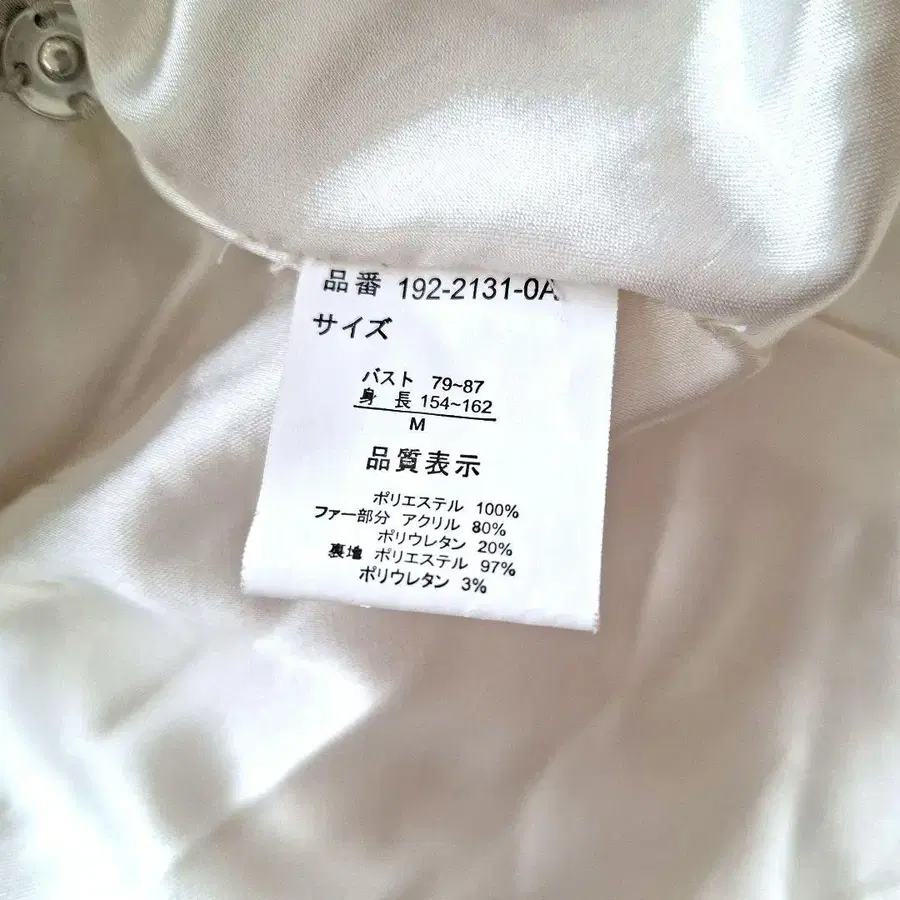 品番 192-2131-0A
サイズ
バスト 79~87
身長 154~162
M
品質表示
ポリエステル 100%
ファー部分 アクリル 80%
ポリウレタン 20%
裏地 ポリエステル 97%
ポリウレタン 3%